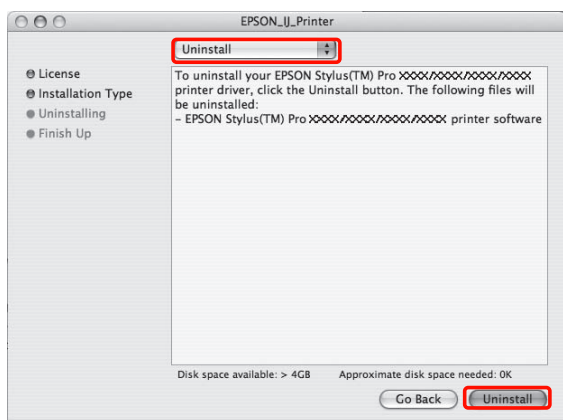 EPSON_IJ_Printer
Uninstall
License
Installation Type
Uninstalling
Finish Up
To uninstall your EPSON Stylus(TM) Pro XXXX/XXXX/XXXX/XXXX
printer driver, click the Uninstall button. The following files will
be uninstalled:
– EPSON Stylus(TM) Pro XXXX/XXXX/XXXX/XXXX printer software
Disk space available: > 4GB Approximate disk space needed: 0K
Go Back Uninstall